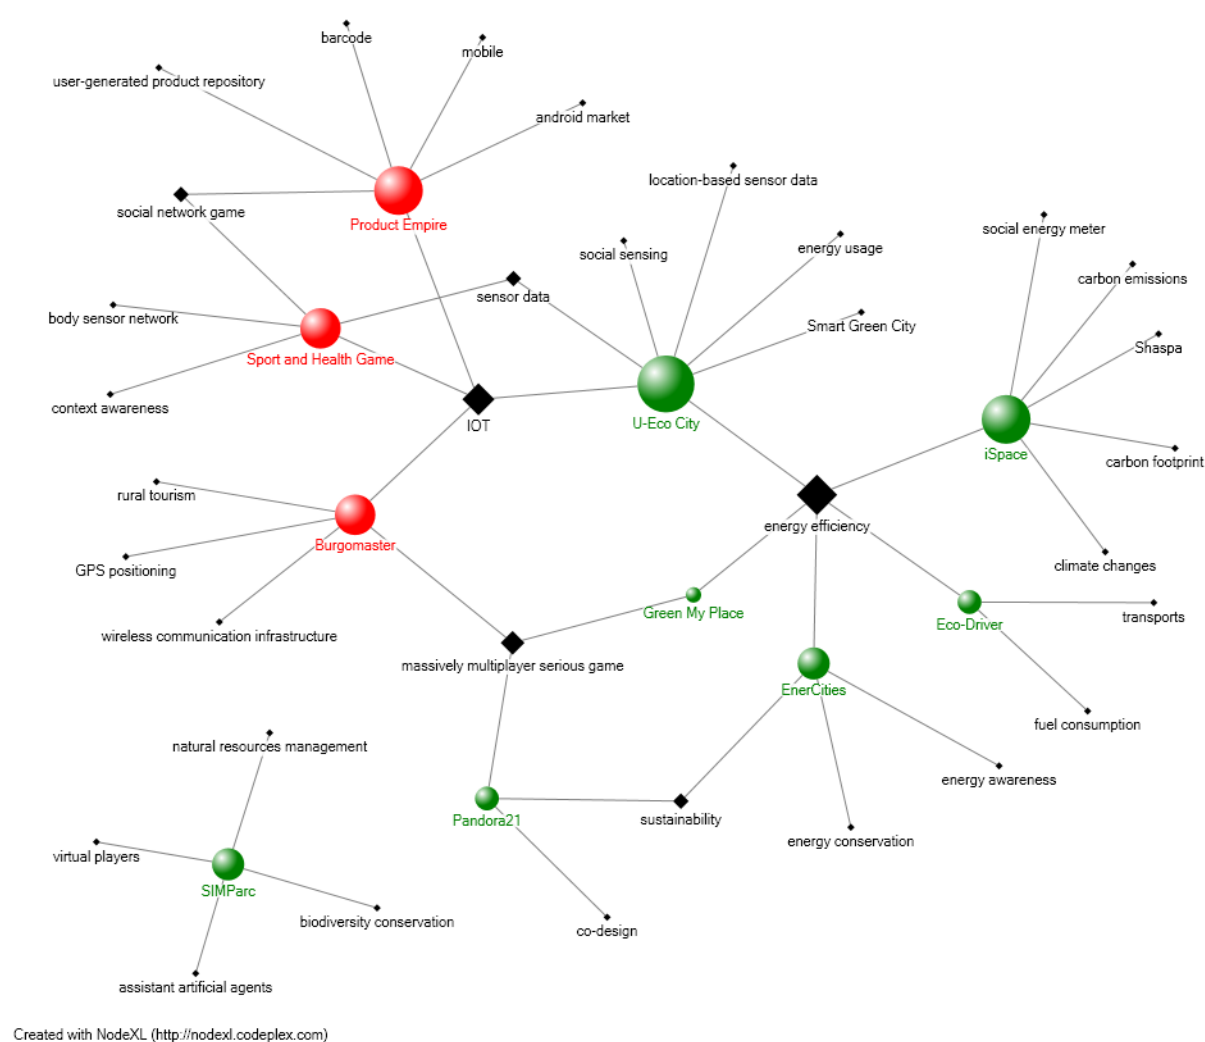 barcode
mobile
user-generated product repository
android market
location-based sensor data
social network game
Product Empire
social energy meter
social sensing
energy usage
carbon emissions
sensor data
body sensor network
Smart Green City
Shaspa
Sport and Health Game
context awareness
IOT
U-Eco City
iSpace
carbon footprint
rural tourism
energy efficiency
Burgomaster
GPS positioning
climate changes
Green My Place
transports
Eco-Driver
wireless communication infrastructure
massively multiplayer serious game
EnerCities
fuel consumption
natural resources management
energy awareness
Pandora21
sustainability
energy conservation
virtual players
SIMParc
biodiversity conservation
co-design
assistant artificial agents
Created with NodeXL (http://nodexl.codeplex.com)